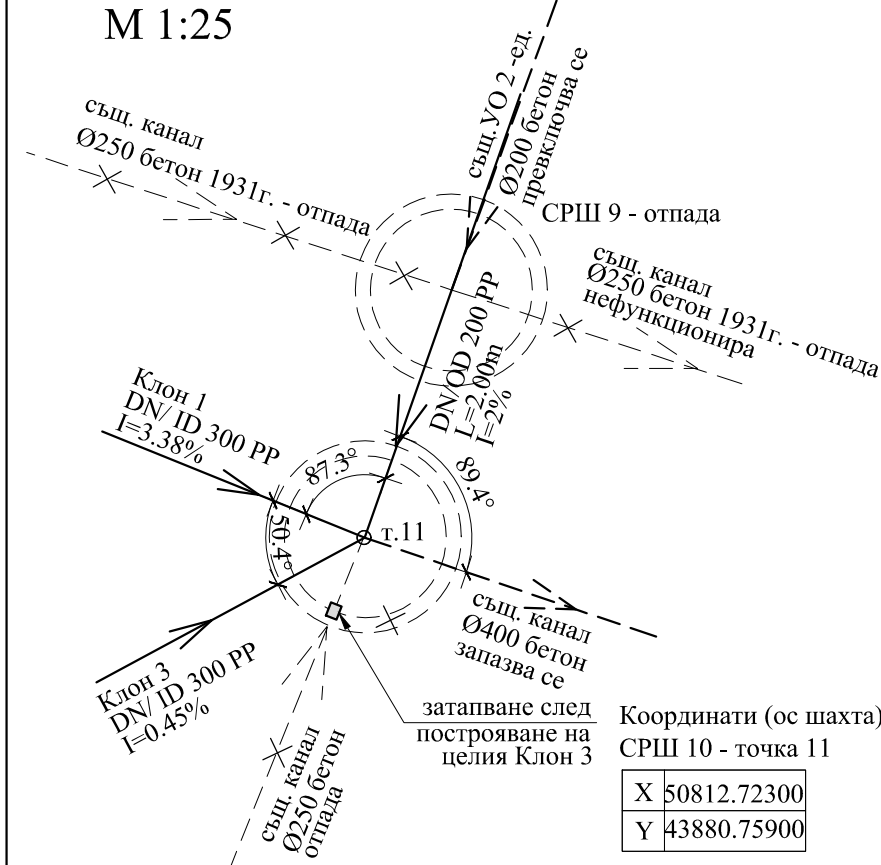 М 1:25
същ. канал
Ø250 бетон 1931г. - отпада
същ.УО 2 -ед.
Ø200 бетон
превключва се
СРШ 9 - отпада
същ. канал
Ø250 бетон 1931г. - отпада
нефункционира
DN/OD 200 PP
L=2.00m
I=2%
Клон 1
DN/ ID 300 PP
I=3.38%
87.3°
89.4°
50.4°
т.11
същ. канал
Ø400 бетон
запазва се
Клон 3
DN/ ID 300 PP
I=0.45%
същ. канал
Ø250 бетон
отпада
затапване след
построяване на
целия Клон 3
Координати (ос шахта)
СРШ 10 - точка 11
X 50812.72300
Y 43880.75900